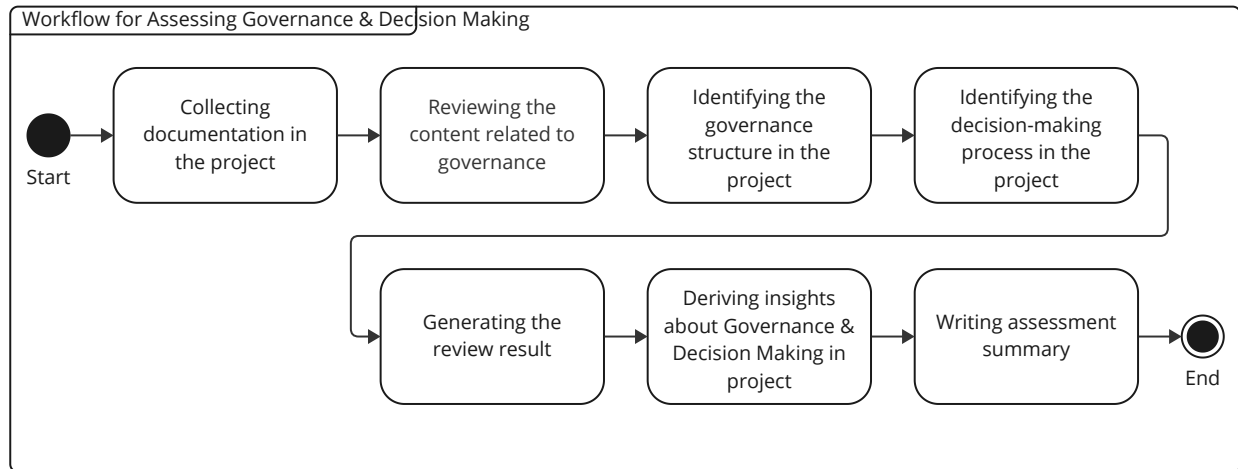 Workflow for Assessing Governance & Decision Making
Start
Collecting
documentation in
the project
Reviewing the
content related to
governance
Identifying the
governance
structure in the
project
Identifying the
decision-making
process in the
project
Generating the
review result
Deriving insights
about Governance &
Decision Making in
project
Writing assessment
summary
End